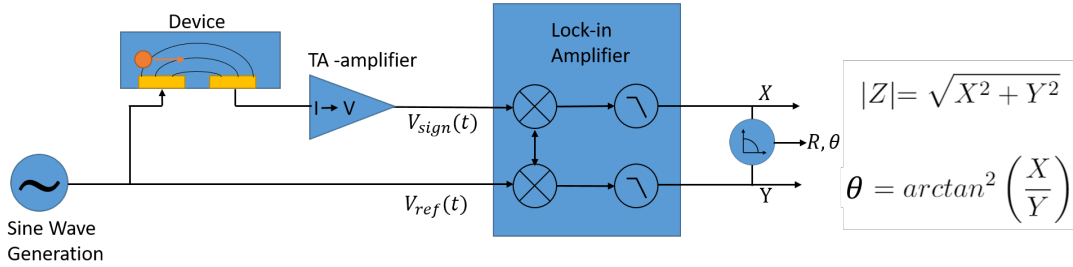 Device
TA -amplifier
I → V
V_sign(t)
Sine Wave
Generation
V_ref(t)
Lock-in
Amplifier
X
R, θ
Y
|Z|= √(X² + Y²)
θ = arctan² (X/Y)